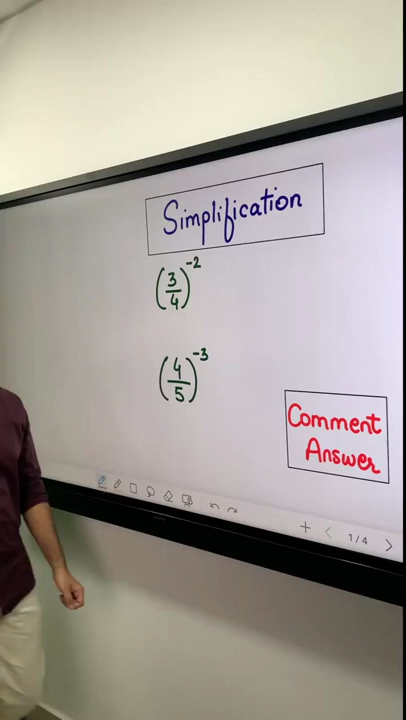 Simplification
(3/4)^-2
(4/5)^-3
Comment
Answer
1/4